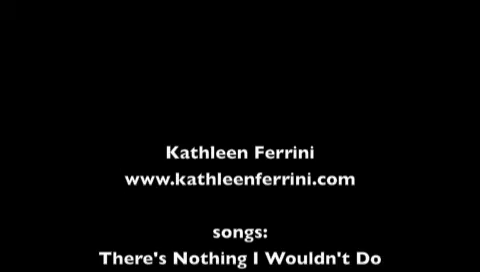 Kathleen Ferrini
www.kathleenferrini.com
songs:
There's Nothing I Wouldn't Do